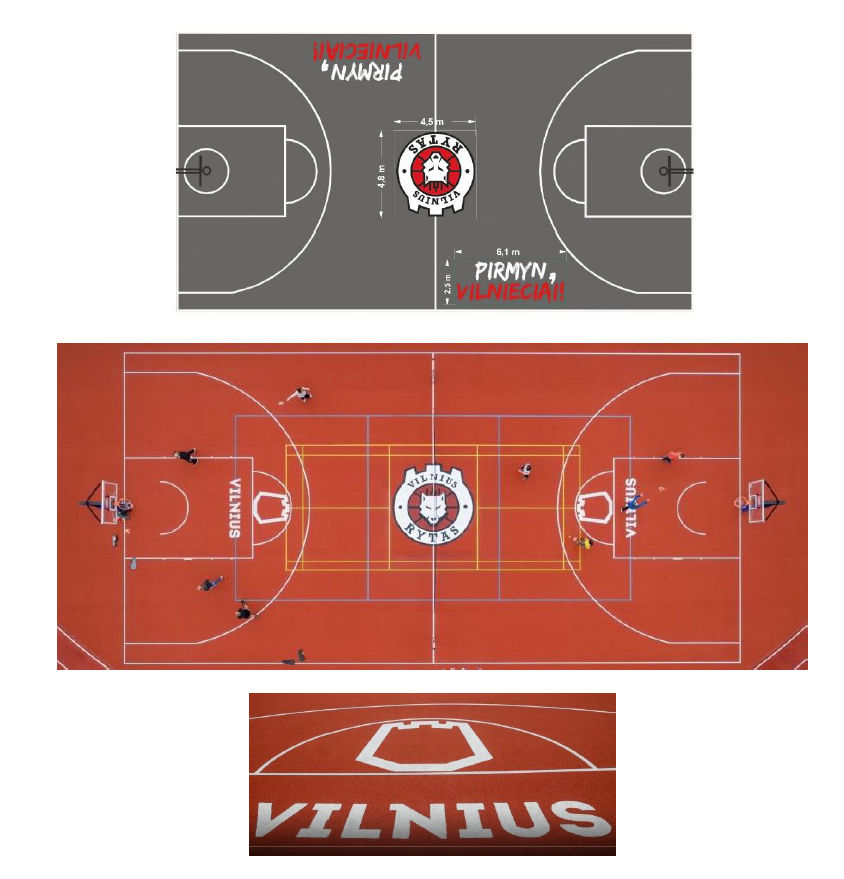 PIRMYN,
VILNIECIAI!
4,5 m
4,8 m
VILNIUS
RYTAS
6,1 m
2,5 m
PIRMYN,
VILNIECIAI!
VILNIUS
VILNIUS
RYTAS
VILNIUS
VILNIUS